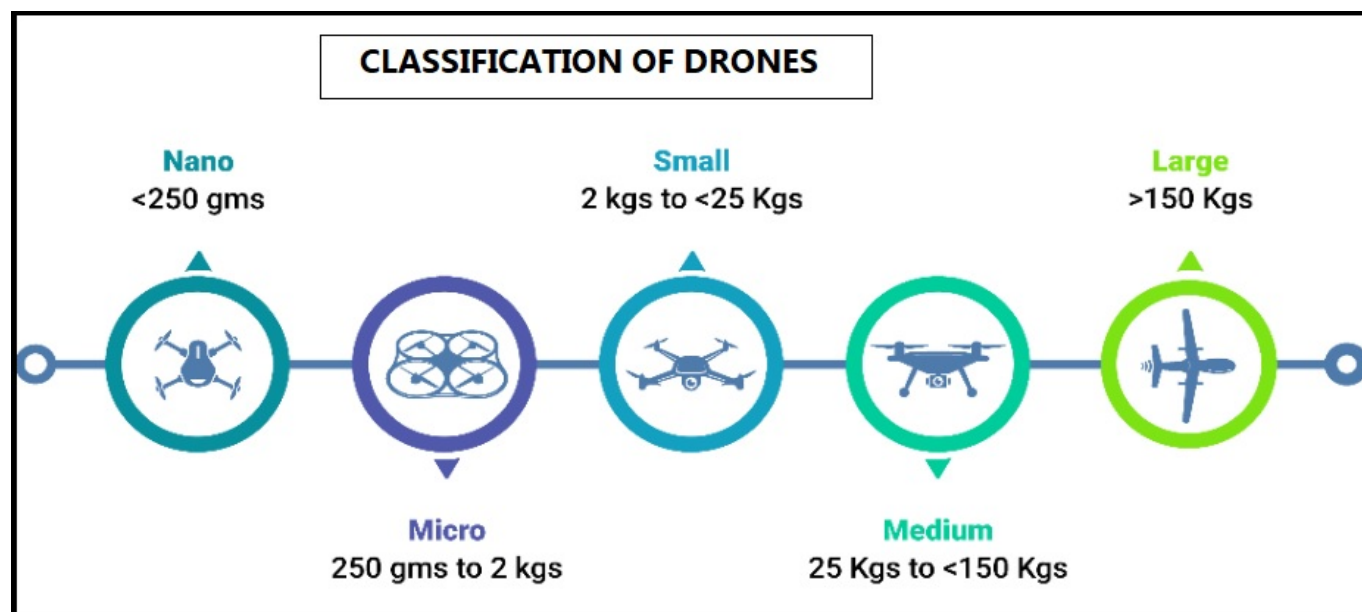 CLASSIFICATION OF DRONES
Nano
<250 gms
Small
2 kgs to <25 Kgs
Large
>150 Kgs
Micro
250 gms to 2 kgs
Medium
25 Kgs to <150 Kgs